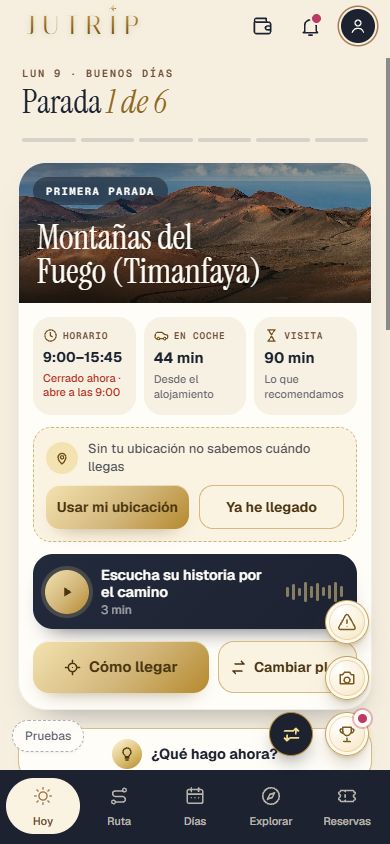 JUTRIP
LUN 9 · BUENOS DÍAS
Parada 1 de 6
PRIMERA PARADA
Montañas del
Fuego (Timanfaya)
HORARIO
9:00–15:45
Cerrado ahora ·
abre a las 9:00
EN COCHE
44 min
Desde el
alojamiento
VISITA
90 min
Lo que
recomendamos
Sin tu ubicación no sabemos cuándo
llegas
Usar mi ubicación
Ya he llegado
Escucha su historia por
el camino
3 min
Cómo llegar
Cambiar pl
Pruebas
¿Qué hago ahora?
Hoy
Ruta
Días
Explorar
Reservas